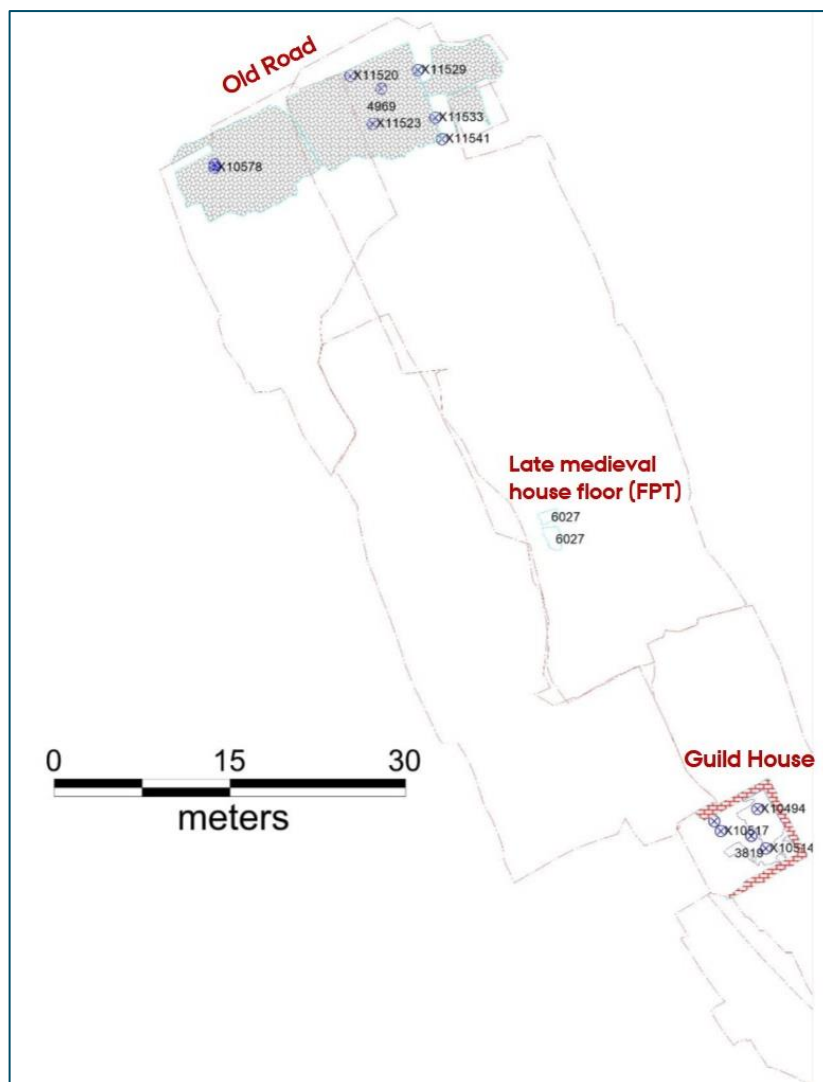 Old Road
X11520
X11529
4969
X11533
X11523
X11541
X10578
Late medieval
house floor (FPT)
6027
6027
0 15 30
meters
Guild House
X10494
X10517
3819
X10514